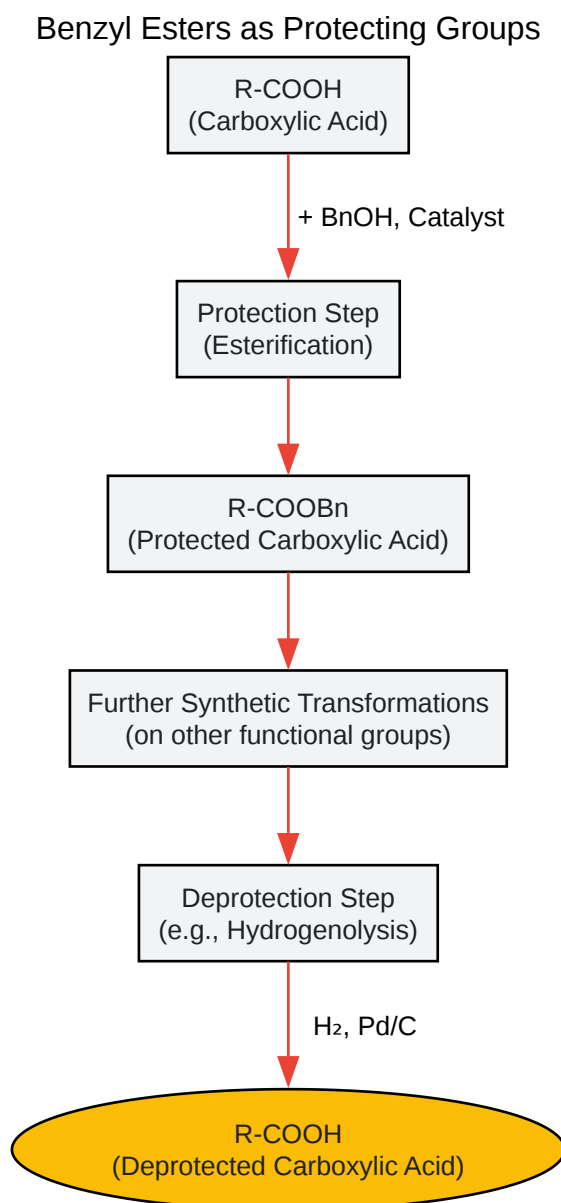 Benzyl Esters as Protecting Groups
R-COOH
(Carboxylic Acid)
+ BnOH, Catalyst
Protection Step
(Esterification)
R-COOBn
(Protected Carboxylic Acid)
Further Synthetic Transformations
(on other functional groups)
Deprotection Step
(e.g., Hydrogenolysis)
H₂, Pd/C
R-COOH
(Deprotected Carboxylic Acid)